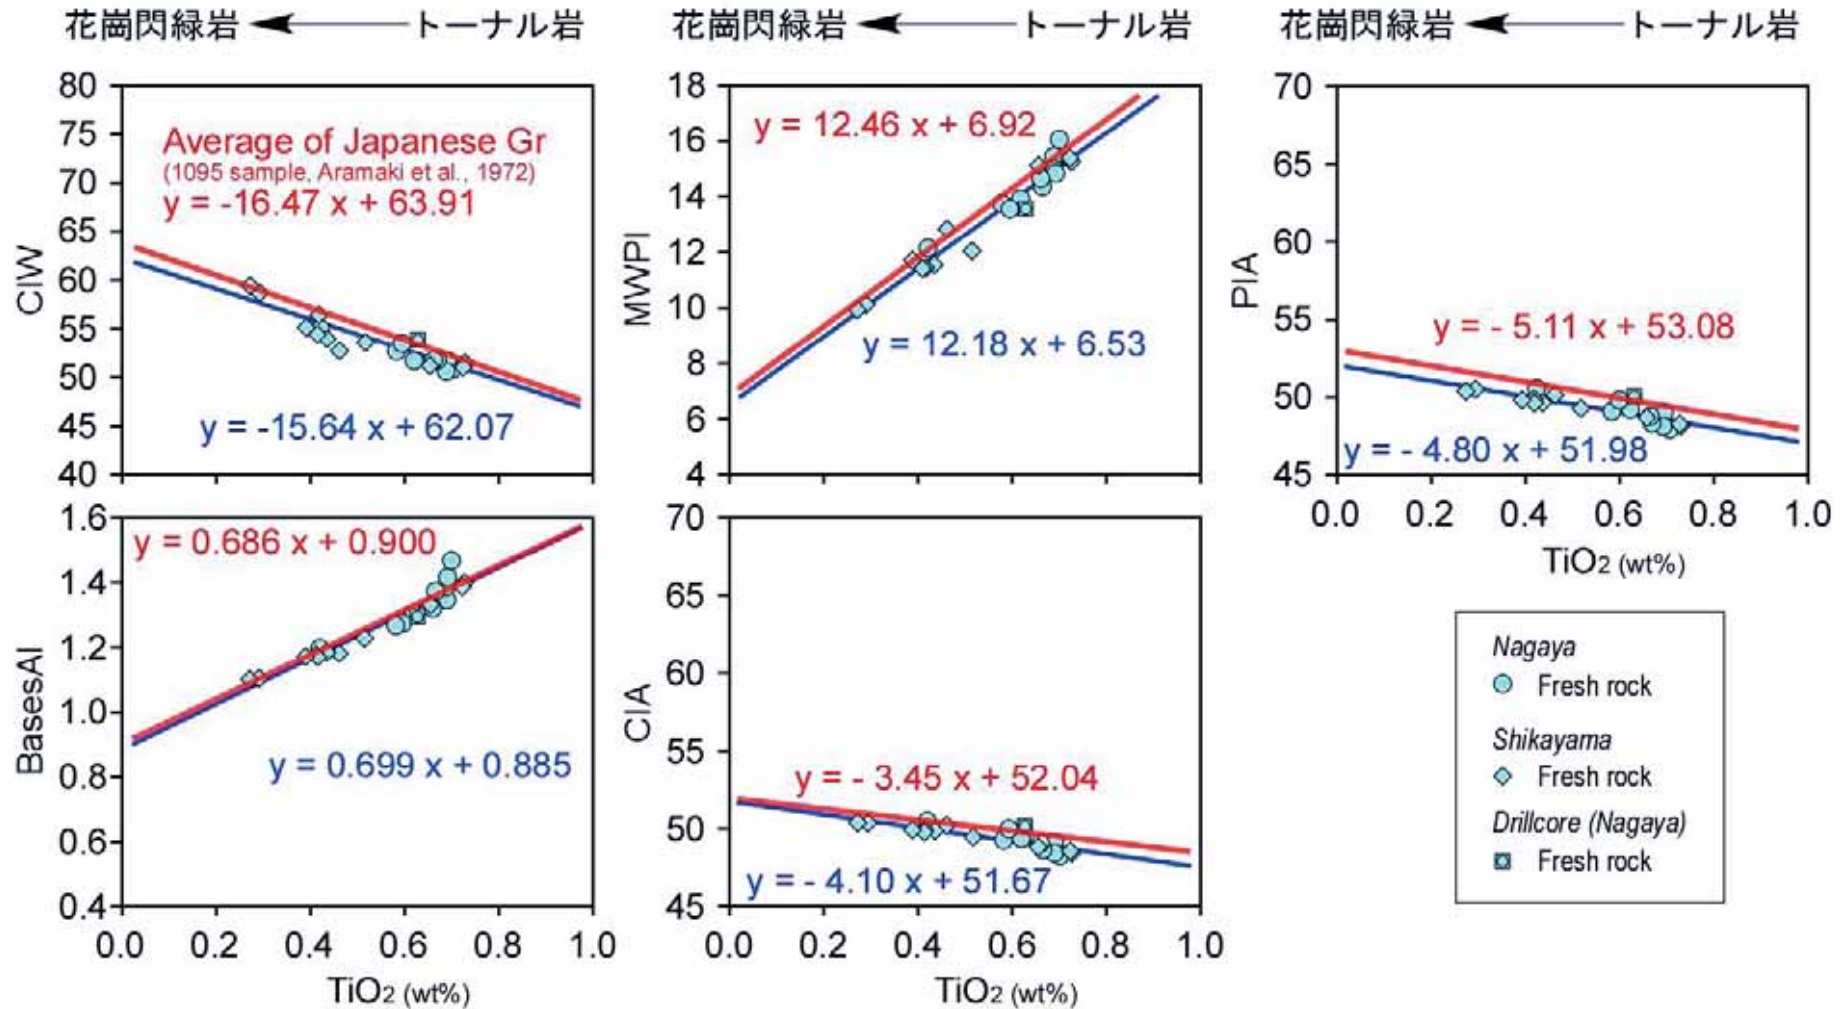 花崗閃緑岩 トーナル岩
花崗閃緑岩 トーナル岩
花崗閃緑岩 トーナル岩
80
75
70
65
60
55
50
45
40
CIW
Average of Japanese Gr
(1095 sample, Aramaki et al., 1972)
y = -16.47 x + 63.91
y = -15.64 x + 62.07
18
16
14
12
10
8
6
4
MWPI
y = 12.46 x + 6.92
y = 12.18 x + 6.53
70
65
60
55
50
45
PIA
y = - 5.11 x + 53.08
y = - 4.80 x + 51.98
0.0 0.2 0.4 0.6 0.8 1.0
TiO2 (wt%)
1.6
1.4
1.2
1.0
0.8
0.6
0.4
BasesAl
y = 0.686 x + 0.900
y = 0.699 x + 0.885
0.0 0.2 0.4 0.6 0.8 1.0
TiO2 (wt%)
70
65
60
55
50
45
CIA
y = - 3.45 x + 52.04
y = - 4.10 x + 51.67
0.0 0.2 0.4 0.6 0.8 1.0
TiO2 (wt%)
Nagaya
Fresh rock
Shikayama
Fresh rock
Drillcore (Nagaya)
Fresh rock